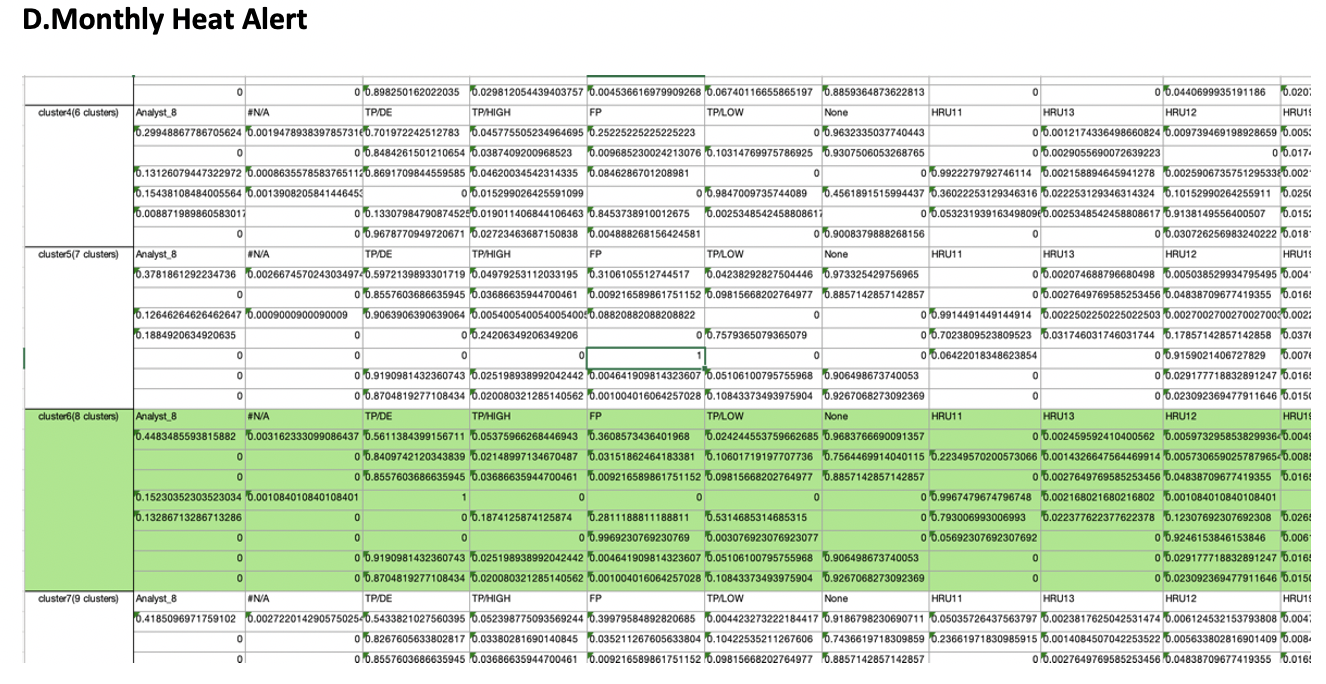 D.Monthly Heat Alert
0 0 0.898250162022035 0.029812054439403757 0.004536616979909268 0.06740116655865197 0.8859364873622813 0 0 0.0440699935191186 0.020
cluster4(6 clusters) Analyst_8 #N/A TP/DE TP/HIGH FP TP/LOW None HRU11 HRU13 HRU12 HRU19
0.29948867786705624 0.001947893839785731 0.701972242512783 0.045775505234964695 0.25225225225225223 0 0.9632335037740443 0 0.0012174336498660824 0.009739469198928659 0.005
0 0 0.8484261501210654 0.0387409200968523 0.009685230024213076 0.10314769975786925 0.9307506053268765 0 0.0029055690072639223 0 0.017
0.13126079447322972 0.000863557858376511 0.8691709844559585 0.04620034542314335 0.0846286701208981 0 0 0.9922279792746114 0.002158894645941278 0.002590673575129533 0.002
0.15438108484005564 0.001390820584144645 0 0.015299026425591099 0 0.9847009735744089 0.4561891515994437 0.36022253129346316 0.022253129346314324 0.10152990264255911 0.025
0.008871989860583017 0 0.1330798479087452 0.019011406844106463 0.8453738910012675 0.0025348542458808617 0 0.053231939163498096 0.0025348542458808617 0.9138149556400507 0.015
0 0 0.9678770949720671 0.02723463687150838 0.004888268156424581 0 0.9008379888268156 0 0 0.030726256983240222 0.018
cluster5(7 clusters) Analyst_8 #N/A TP/DE TP/HIGH FP TP/LOW None HRU11 HRU13 HRU12 HRU19
0.3781861292234736 0.002667457024303497 0.5972139893301719 0.04979253112033195 0.3106105512744517 0.04238292827504446 0.973325429756965 0 0.002074688796680498 0.005038529934795495 0.004
0 0 0.8557603686635945 0.03686635944700461 0.009216589861751152 0.09815668202764977 0.8857142857142857 0 0.0027649769585253456 0.04838709677419355 0.016
0.12646264626462647 0.0009000900090009 0.9063906390639064 0.005400540054005400 0.08820882088208822 0 0 0.9914491449144914 0.0022502250225022503 0.002700270027002700 0.002
0.1884920634920635 0 0 0.24206349206349206 0 0.7579365079365079 0 0.7023809523809523 0.031746031746031744 0.17857142857142858 0.037
0 0 0 0 1 0 0 0.06422018348623854 0 0.9159021406727829 0.007
0 0 0.9190981432360743 0.025198938992042442 0.004641909814323607 0.05106100795755968 0.906498673740053 0 0 0.029177718832891247 0.016
0 0 0.8704819277108434 0.020080321285140562 0.001004016064257028 0.10843373493975904 0.9267068273092369 0 0 0.023092369477911646 0.015
cluster6(8 clusters) Analyst_8 #N/A TP/DE TP/HIGH FP TP/LOW None HRU11 HRU13 HRU12 HRU19
0.4483485593815882 0.003162333099086437 0.5611384399156711 0.05375966268446943 0.3608573436401968 0.024244553759662685 0.9683766690091357 0 0.002459592410400562 0.005973295853829936 0.004
0 0 0.8409742120343839 0.02148997134670487 0.0315186246418338 0.10601719197707736 0.7564469914040115 0.22349570200573066 0.0014326647564469914 0.005730659025787965 0.008
0 0 0.8557603686635945 0.03686635944700461 0.009216589861751152 0.09815668202764977 0.8857142857142857 0 0.0027649769585253456 0.04838709677419355 0.016
0.15230352303523034 0.001084010840108401 1 0 0 0 0 0.9967479674796748 0.002168021680216802 0.001084010840108401
0.13286713286713286 0 0 0.1874125874125874 0.2811188811188811 0.5314685314685315 0 0.793006993006993 0.022377622377622378 0.12307692307692308 0.026
0 0 0 0 0.9969230769230769 0.003076923076923077 0 0.05692307692307692 0 0.9246153846153846 0.006
0 0 0.9190981432360743 0.025198938992042442 0.004641909814323607 0.05106100795755968 0.906498673740053 0 0 0.029177718832891247 0.016
0 0 0.8704819277108434 0.020080321285140562 0.001004016064257028 0.10843373493975904 0.9267068273092369 0 0 0.023092369477911646 0.015
cluster7(9 clusters) Analyst_8 #N/A TP/DE TP/HIGH FP TP/LOW None HRU11 HRU13 HRU12 HRU19
0.4185096971759102 0.002722014290575025 0.543382102756039 0.052398775093569244 0.39979584892820685 0.004423273222184417 0.9186798230690711 0.05035726437563797 0.002381762504253147 0.006124532153793808 0.004
0 0 0.8267605633802817 0.03380281690140845 0.035211267605633804 0.10422535211267606 0.7436619718309859 0.23661971830985915 0.0014084507042253522 0.005633802816901409 0.008
0 0 0.8557603686635945 0.03686635944700461 0.009216589861751152 0.09815668202764977 0.8857142857142857 0 0.0027649769585253456 0.04838709677419355 0.016